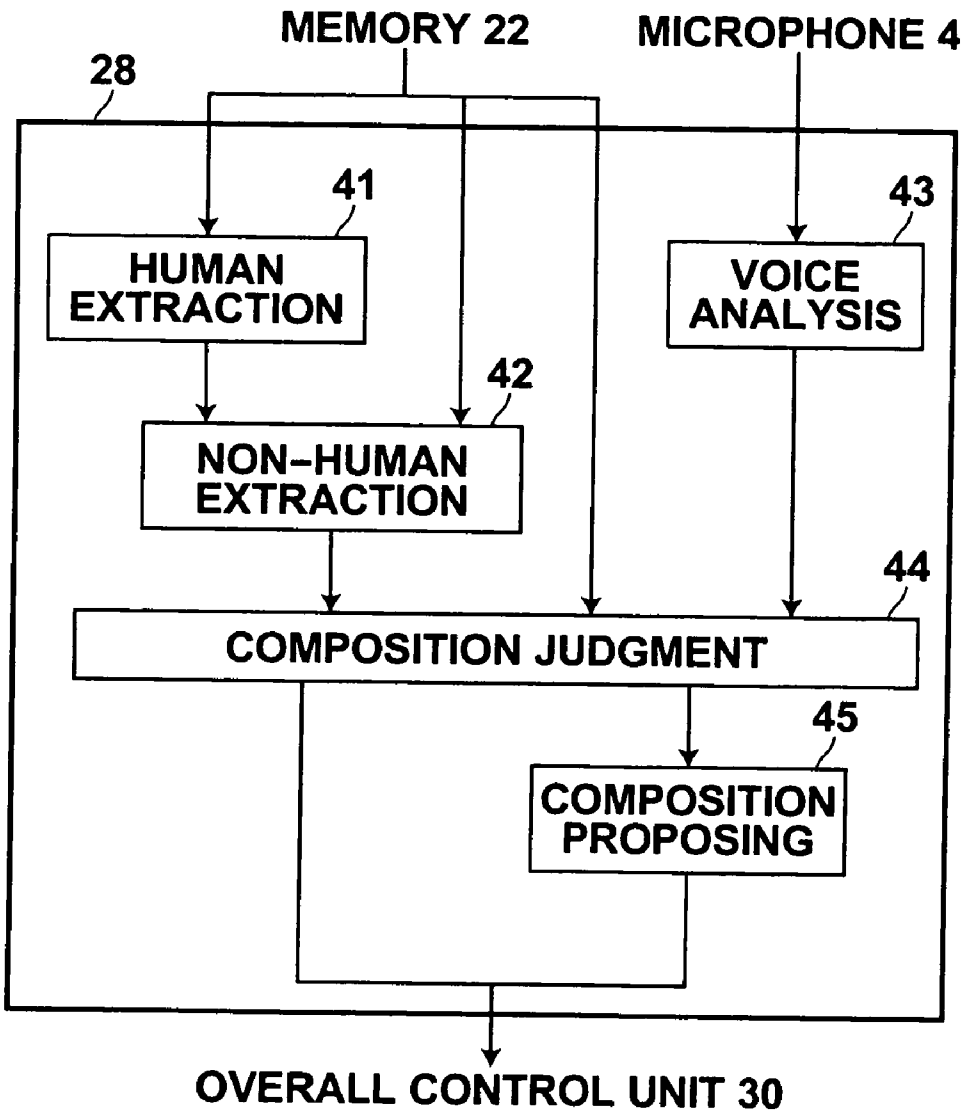 MEMORY 22
MICROPHONE 4
28
41
43
HUMAN
EXTRACTION
VOICE
ANALYSIS
42
NON-HUMAN
EXTRACTION
44
COMPOSITION JUDGMENT
45
COMPOSITION
PROPOSING
OVERALL CONTROL UNIT 30